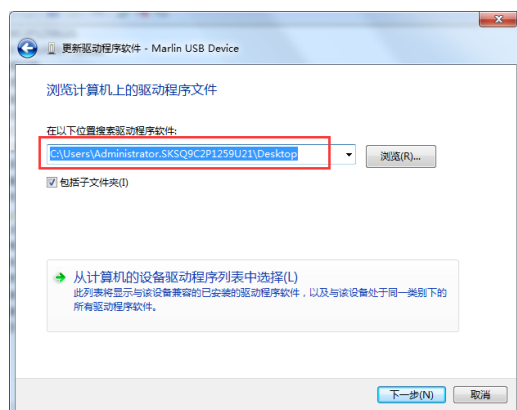 更新驱动程序软件 - Marlin USB Device
浏览计算机上的驱动程序文件
在以下位置搜索驱动程序软件:
C:\Users\Administrator.SKSQ9C2P1259U21\Desktop
浏览(R)...
包括子文件夹(I)
从计算机的设备驱动程序列表中选择(L)
此列表将显示与该设备兼容的已安装的驱动程序软件，以及与该设备处于同一类别下的
所有驱动程序软件。
下一步(N)
取消